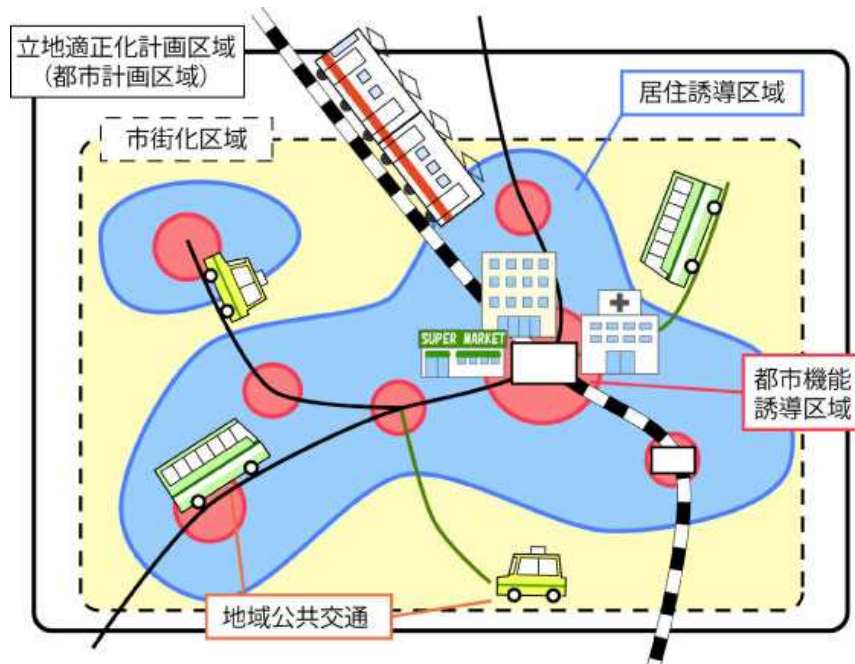 立地適正化計画区域
（都市計画区域）
居住誘導区域
市街化区域
SUPER MARKET
都市機能
誘導区域
地域公共交通